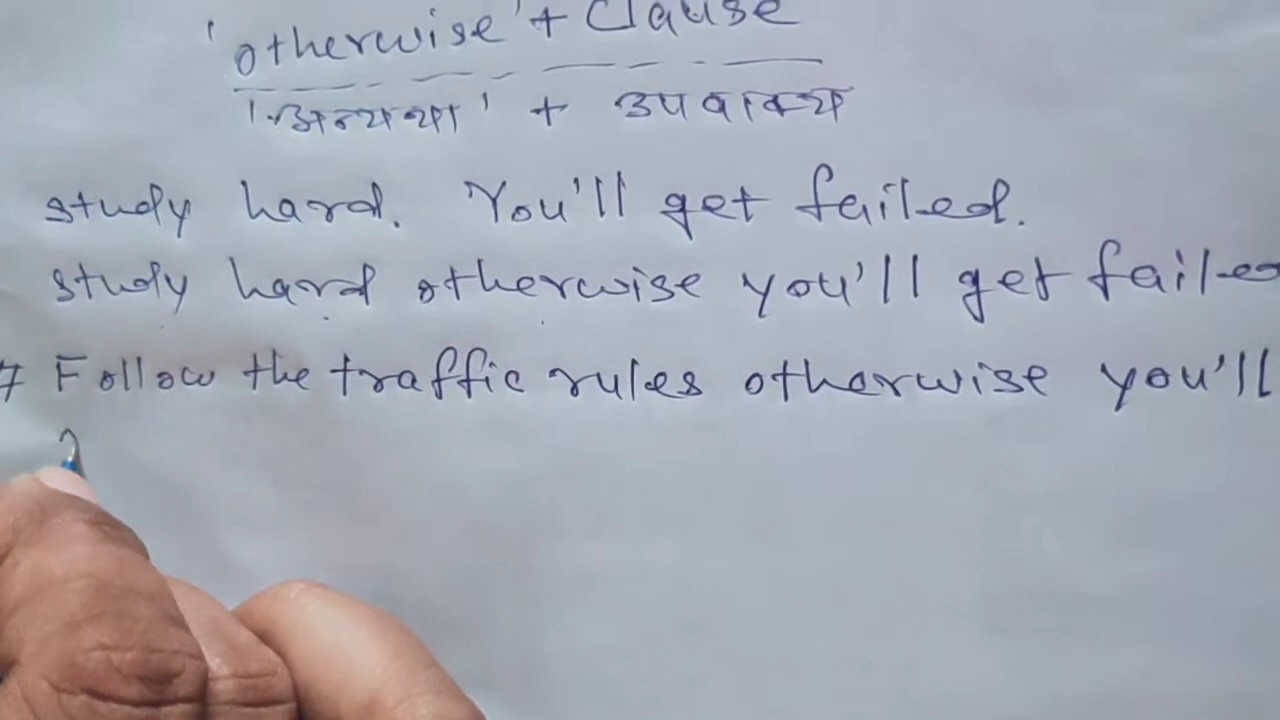 'otherwise' + Clause
'अन्यथा' + उपवाक्य
study hard. You'll get failed.
study hard otherwise you'll get faile
# Follow the traffic rules otherwise you'll